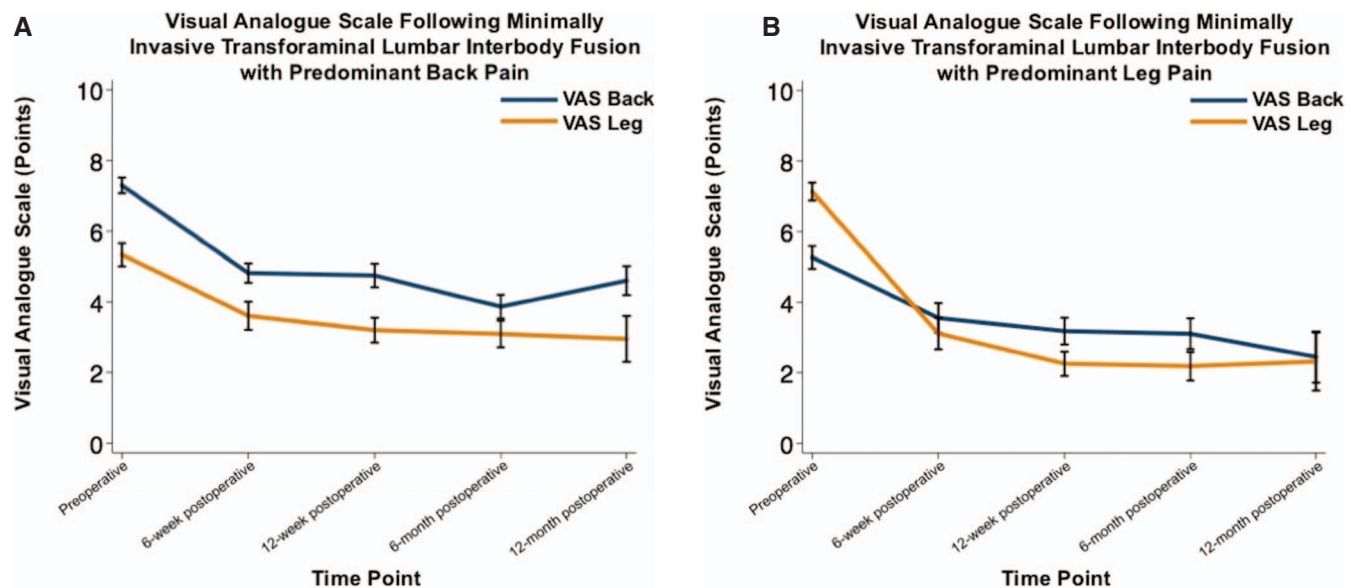 A
Visual Analogue Scale Following Minimally
Invasive Transforaminal Lumbar Interbody Fusion
with Predominant Back Pain
Visual Analogue Scale (Points)
10
8
6
4
2
0
VAS Back
VAS Leg
Preoperative
6-week postoperative
12-week postoperative
6-month postoperative
12-month postoperative
Time Point
B
Visual Analogue Scale Following Minimally
Invasive Transforaminal Lumbar Interbody Fusion
with Predominant Leg Pain
Visual Analogue Scale (Points)
10
8
6
4
2
0
VAS Back
VAS Leg
Preoperative
6-week postoperative
12-week postoperative
6-month postoperative
12-month postoperative
Time Point